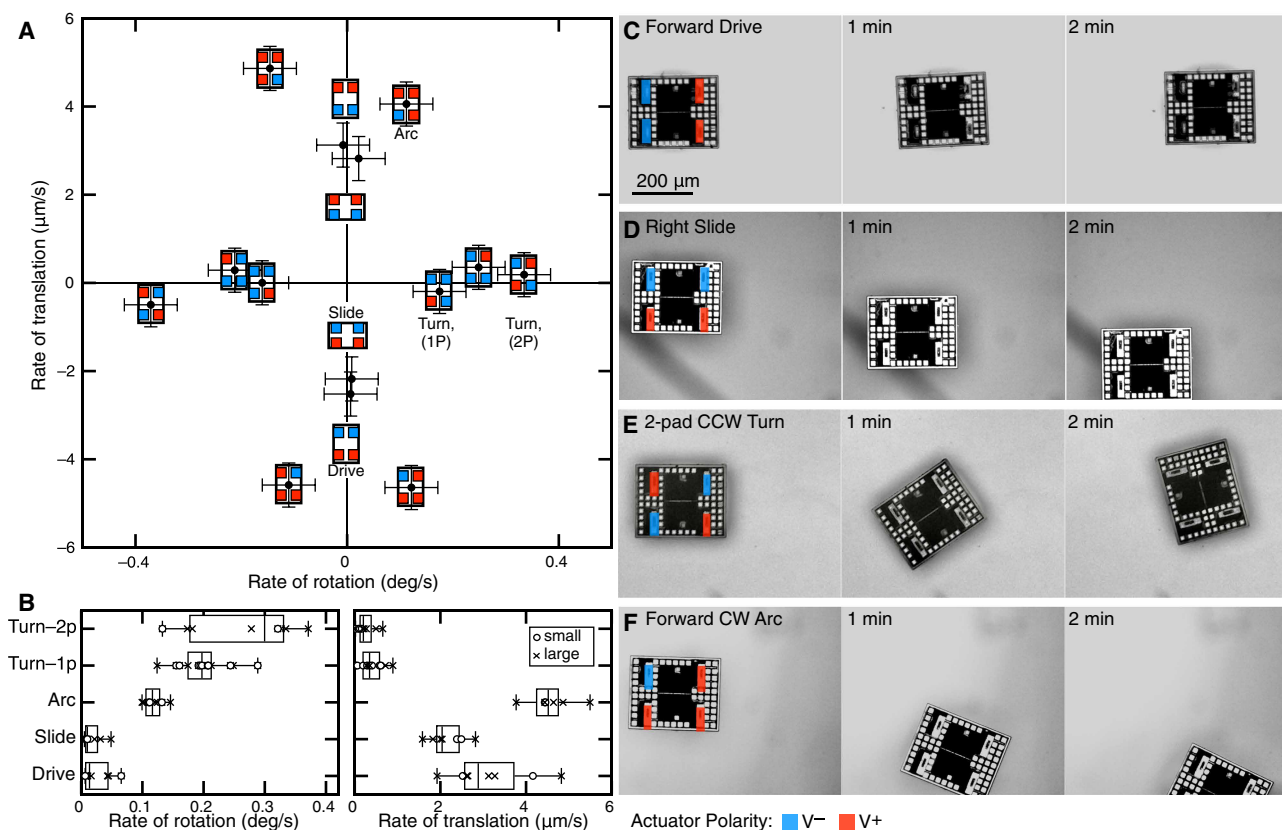 A
6
4
2
0
−2
−4
−6
Rate of translation (μm/s)
Arc
Slide
Turn, (1P)
Turn, (2P)
Drive
−0.4
0
0.4
Rate of rotation (deg/s)
B
Turn−2p
Turn−1p
Arc
Slide
Drive
small
large
0
0.1
0.2
0.3
0.4
Rate of rotation (deg/s)
0
2
4
6
Rate of translation (μm/s)
C Forward Drive
1 min
2 min
200 μm
D Right Slide
1 min
2 min
E 2-pad CCW Turn
1 min
2 min
F Forward CW Arc
1 min
2 min
Actuator Polarity: V− V+